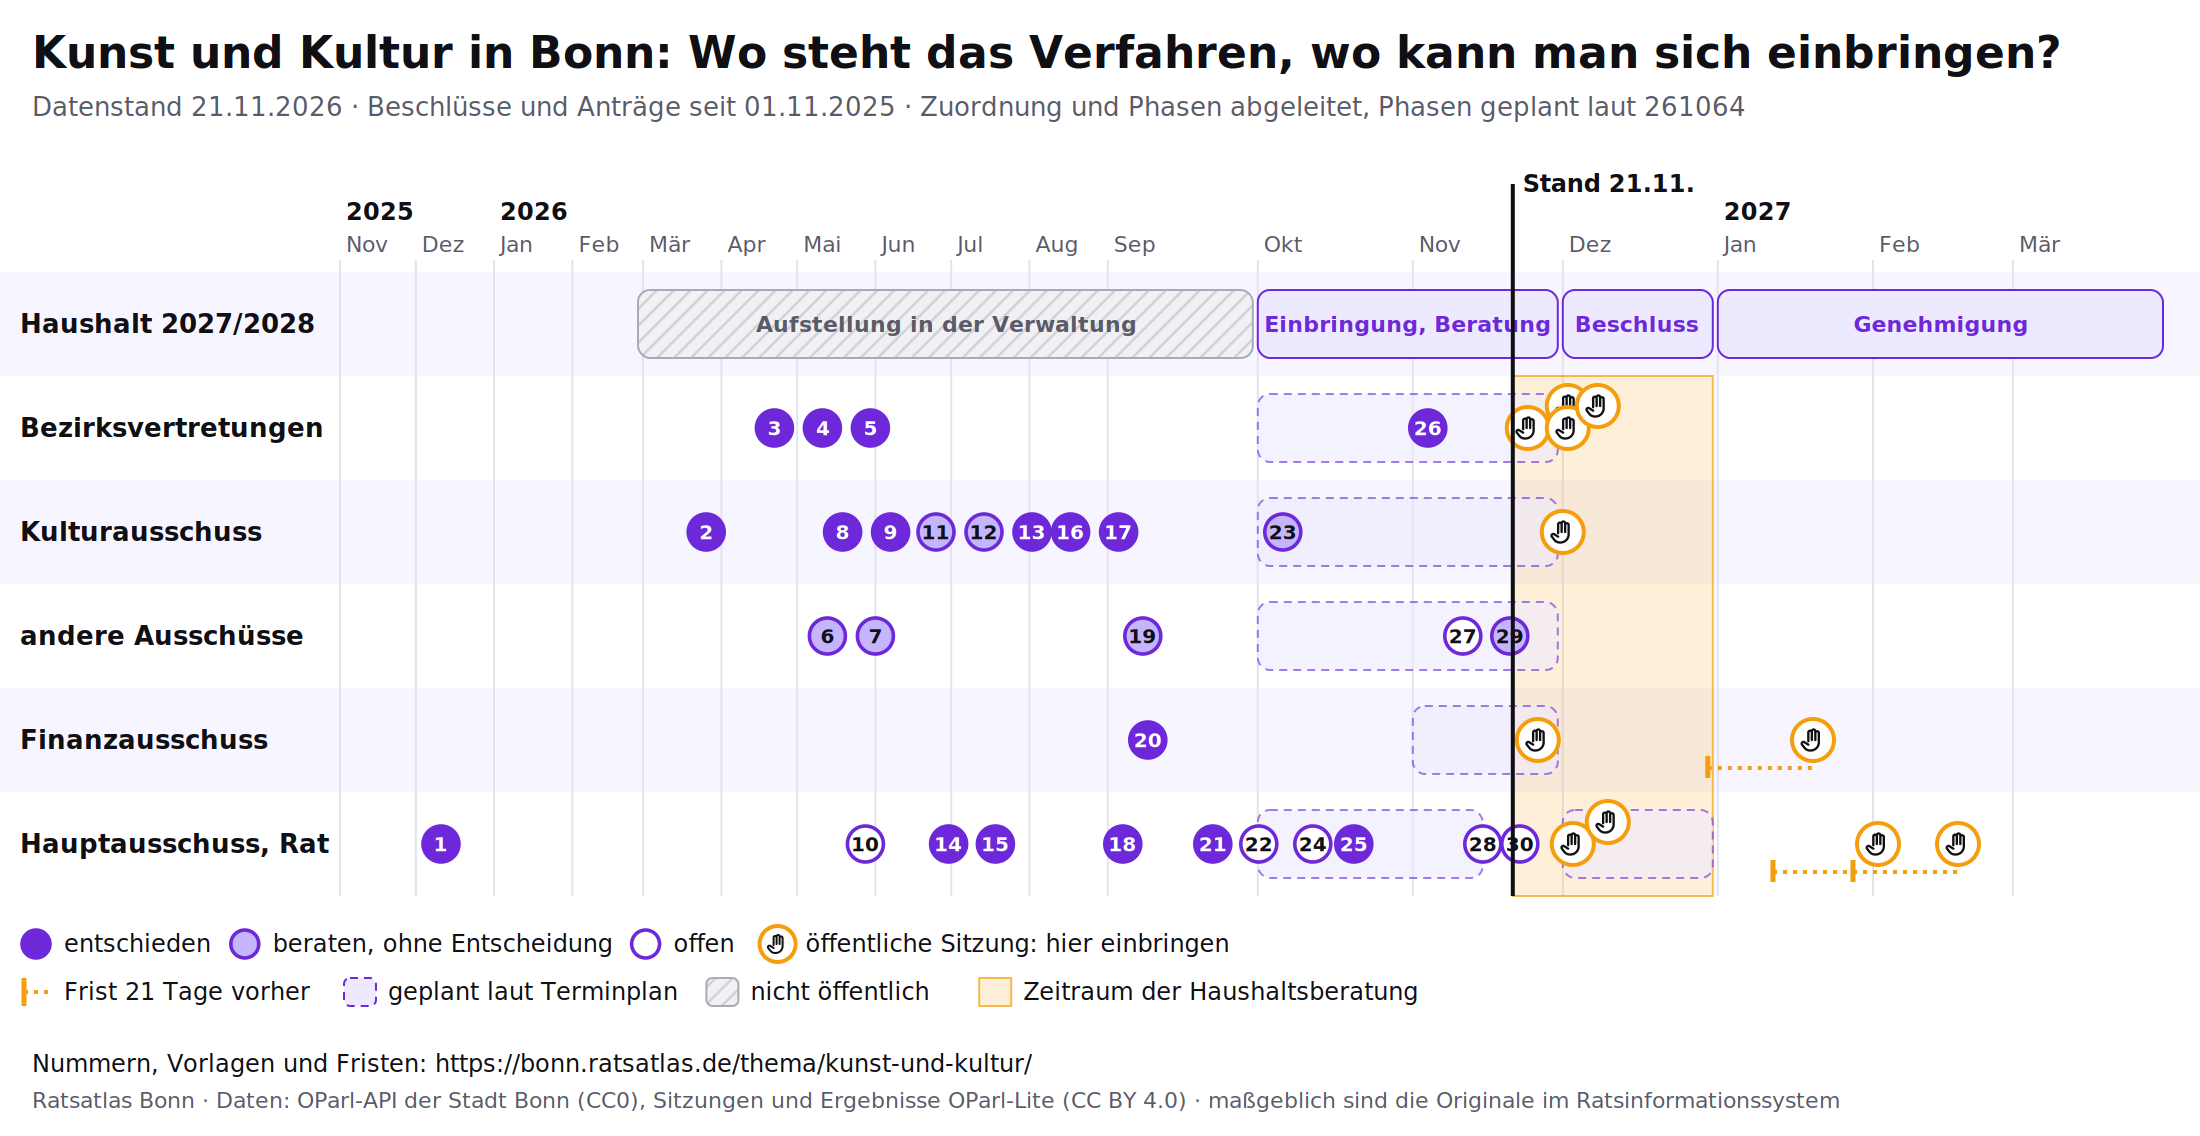 Kunst und Kultur in Bonn: Wo steht das Verfahren, wo kann man sich einbringen?
Datenstand 21.11.2026 · Beschlüsse und Anträge seit 01.11.2025 · Zuordnung und Phasen abgeleitet, Phasen geplant laut 261064
Stand 21.11.
2025 2026 2027
Nov Dez Jan Feb Mär Apr Mai Jun Jul Aug Sep Okt Nov Dez Jan Feb Mär
Haushalt 2027/2028 Aufstellung in der Verwaltung Einbringung, Beratung Beschluss Genehmigung
Bezirksvertretungen 3 4 5 26
Kulturausschuss 2 8 9 11 12 13 16 17 23
andere Ausschüsse 6 7 19 27 29
Finanzausschuss 20
Hauptausschuss, Rat 1 10 14 15 18 21 22 24 25 28 30
entschieden beraten, ohne Entscheidung offen öffentliche Sitzung: hier einbringen
Frist 21 Tage vorher geplant laut Terminplan nicht öffentlich Zeitraum der Haushaltsberatung
Nummern, Vorlagen und Fristen: https://bonn.ratsatlas.de/thema/kunst-und-kultur/
Ratsatlas Bonn · Daten: OParl-API der Stadt Bonn (CC0), Sitzungen und Ergebnisse OParl-Lite (CC BY 4.0) · maßgeblich sind die Originale im Ratsinformationssystem